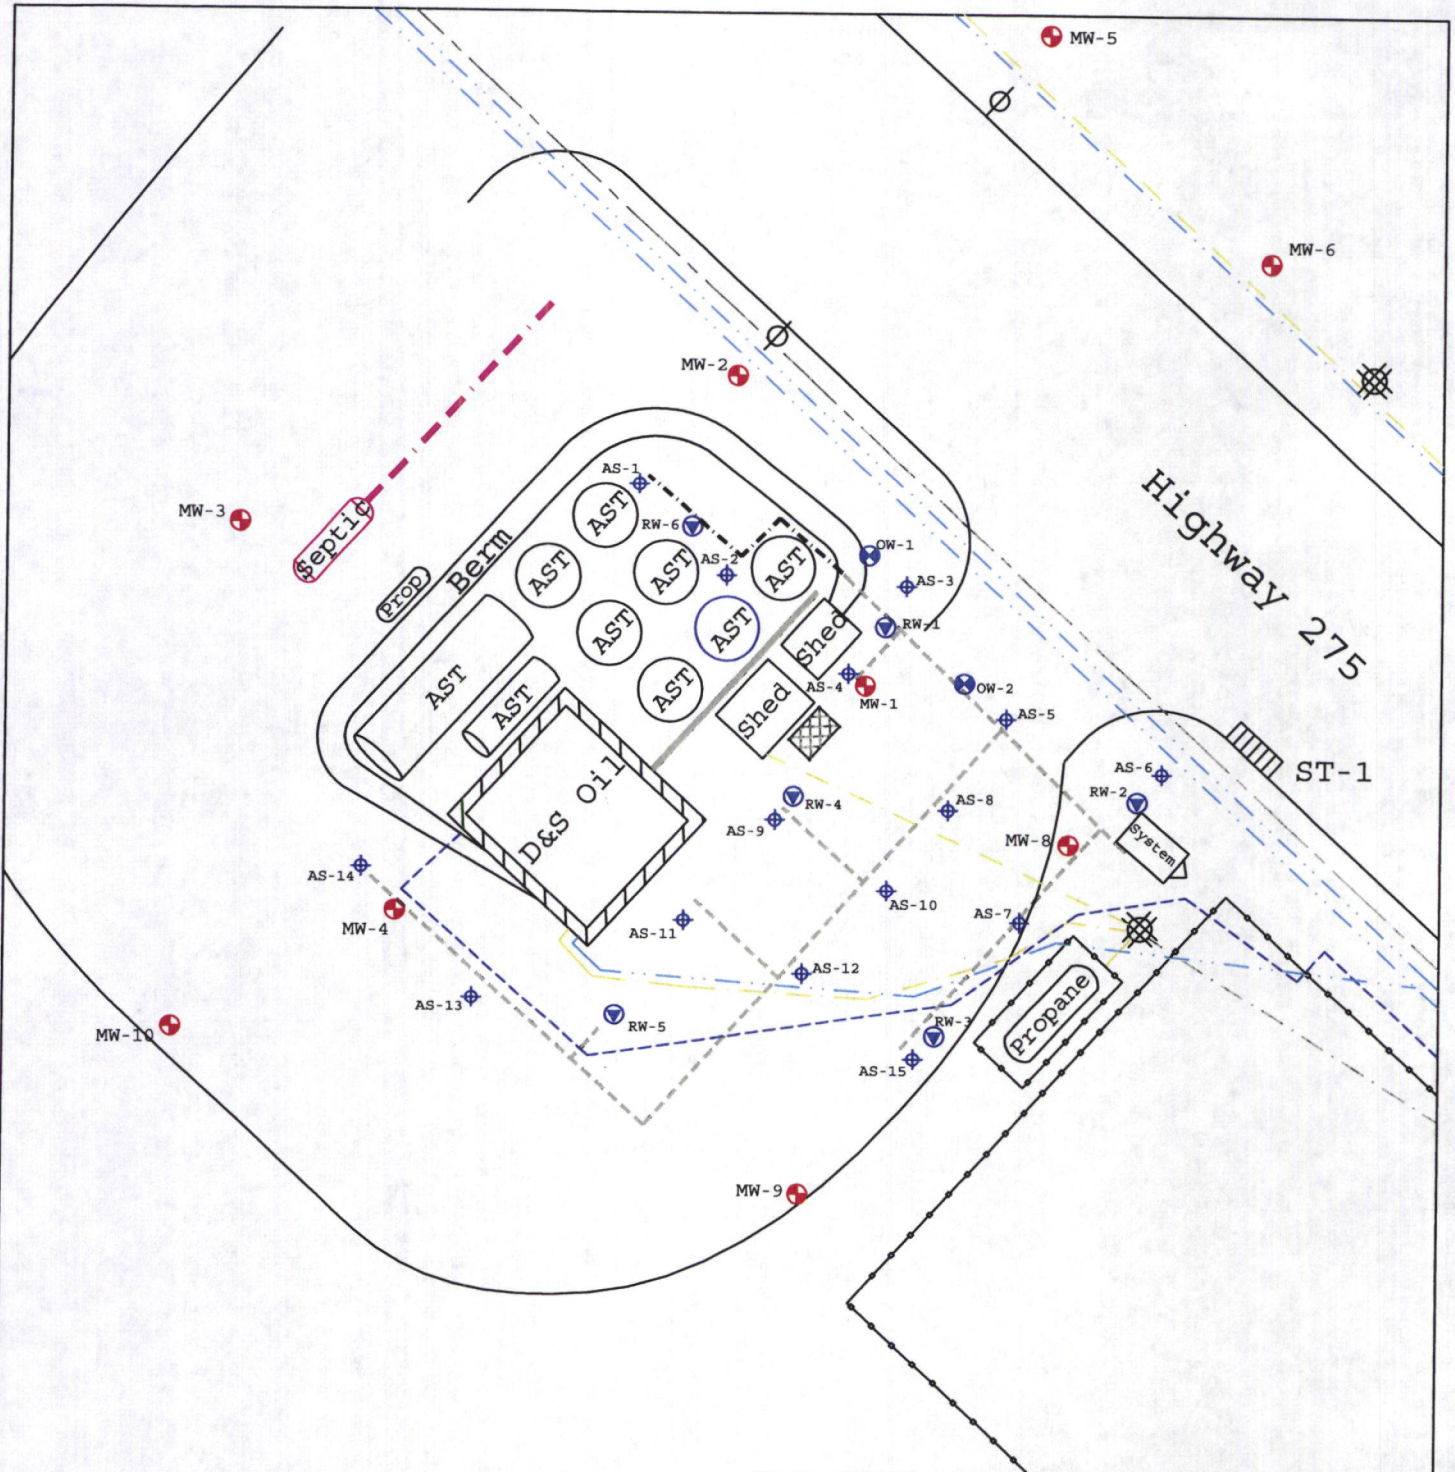 MW-5
MW-6
MW-2
Highway 275
AS-1
MW-3
RW-6
AST
Septic
OW-1
AS-2
AST
AST
AST
Berm
AST
AS-3
Prop
AST
AST
RW-1
Shed
AST
AST
AS-4
OW-2
MW-1
AST
Shed
AS-5
ST-1
AS-6
RW-2
D&S Oil
RW-4
AS-8
AS-9
MW-8
System
AS-14
AS-10
AS-7
MW-4
AS-11
AS-12
AS-13
Propane
RW-5
RW-3
MW-10
AS-15
MW-9